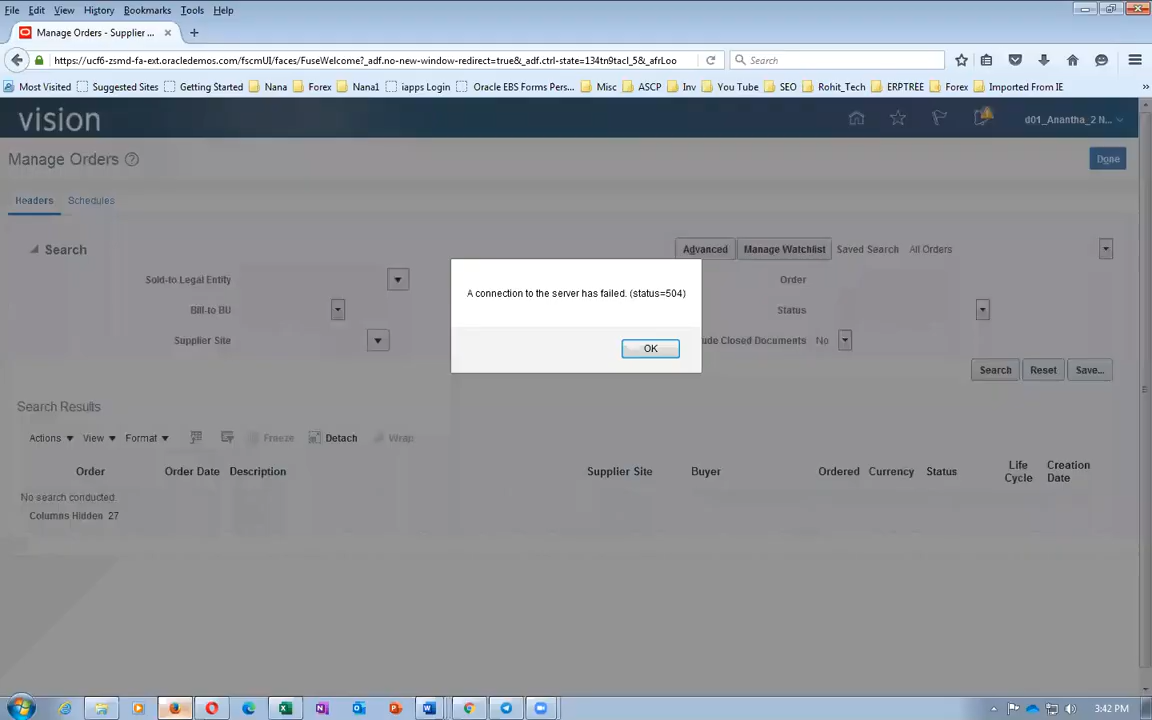 File Edit View History Bookmarks Tools Help
Manage Orders - Supplier ...
https://ucf6-zsmd-fa-ext.oracledemos.com/fscmUI/faces/FuseWelcome?_adf.no-new-window-redirect=true&_adf.ctrl-state=134tn9tacl_5&_afrLoo
Search
Most Visited Suggested Sites Getting Started Nana Forex Nana1 iapps Login Oracle EBS Forms Pers... Misc ASCP Inv You Tube SEO Rohit_Tech ERPTREE Forex Imported From IE
vision
d01_Anantha_2 N...
Manage Orders
Done
Headers Schedules
Search
Advanced Manage Watchlist Saved Search All Orders
Sold-to Legal Entity
Order
Bill-to BU
Status
Supplier Site
ude Closed Documents No
A connection to the server has failed. (status=504)
OK
Search Reset Save...
Search Results
Actions View Format Freeze Detach Wrap
Order Order Date Description Supplier Site Buyer Ordered Currency Status Life Cycle Creation Date
No search conducted.
Columns Hidden 27
3:42 PM